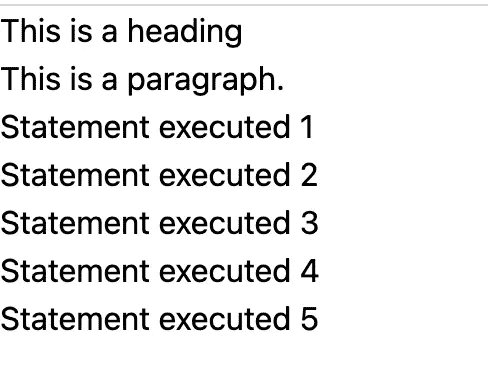 This is a heading
This is a paragraph.
Statement executed 1
Statement executed 2
Statement executed 3
Statement executed 4
Statement executed 5